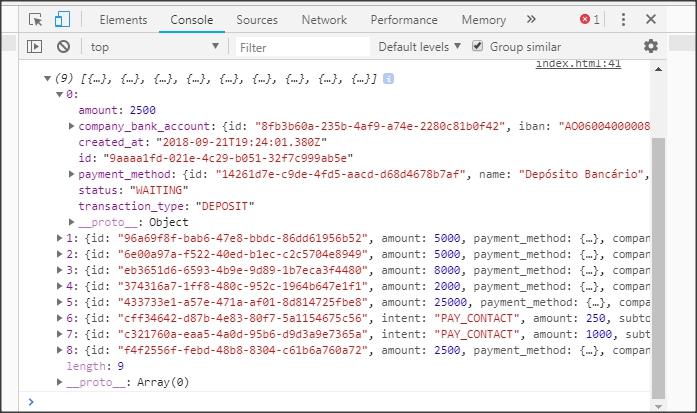 Elements Console Sources Network Performance Memory » 1
top Filter Default levels Group similar
index.html:41
(9) [{…}, {…}, {…}, {…}, {…}, {…}, {…}, {…}, {…}]
0:
amount: 2500
company_bank_account: {id: "8fb3b60a-235b-4af9-a74e-2280c81b0f42", iban: "AO06004000008
created_at: "2018-09-21T19:24:01.380Z"
id: "9aaaa1fd-021e-4c29-b051-32f7c999ab5e"
payment_method: {id: "14261d7e-c9de-4fd5-aacd-d68d4678b7af", name: "Depósito Bancário",
status: "WAITING"
transaction_type: "DEPOSIT"
__proto__: Object
1: {id: "96a69f8f-bab6-47e8-bbdc-86dd61956b52", amount: 5000, payment_method: {…}, compan
2: {id: "6e00a97a-f522-40ed-b1ec-c2c5704e8949", amount: 5000, payment_method: {…}, compan
3: {id: "eb3651d6-6593-4b9e-9d89-1b7eca3f4480", amount: 8000, payment_method: {…}, compan
4: {id: "374316a7-1ff8-480c-952c-1964b647e1f1", amount: 2000, payment_method: {…}, compan
5: {id: "433733e1-a57e-471a-af01-8d814725fbe8", amount: 25000, payment_method: {…}, compa
6: {id: "cff34642-d87b-4e83-80f7-5a1154675c56", intent: "PAY_CONTACT", amount: 250, subto
7: {id: "c321760a-eaa5-4a0d-95b6-d9d3a9e7365a", intent: "PAY_CONTACT", amount: 1000, subt
8: {id: "f4f2556f-febd-48b8-8304-c61b6a760a72", amount: 2500, payment_method: {…}, compan
length: 9
__proto__: Array(0)